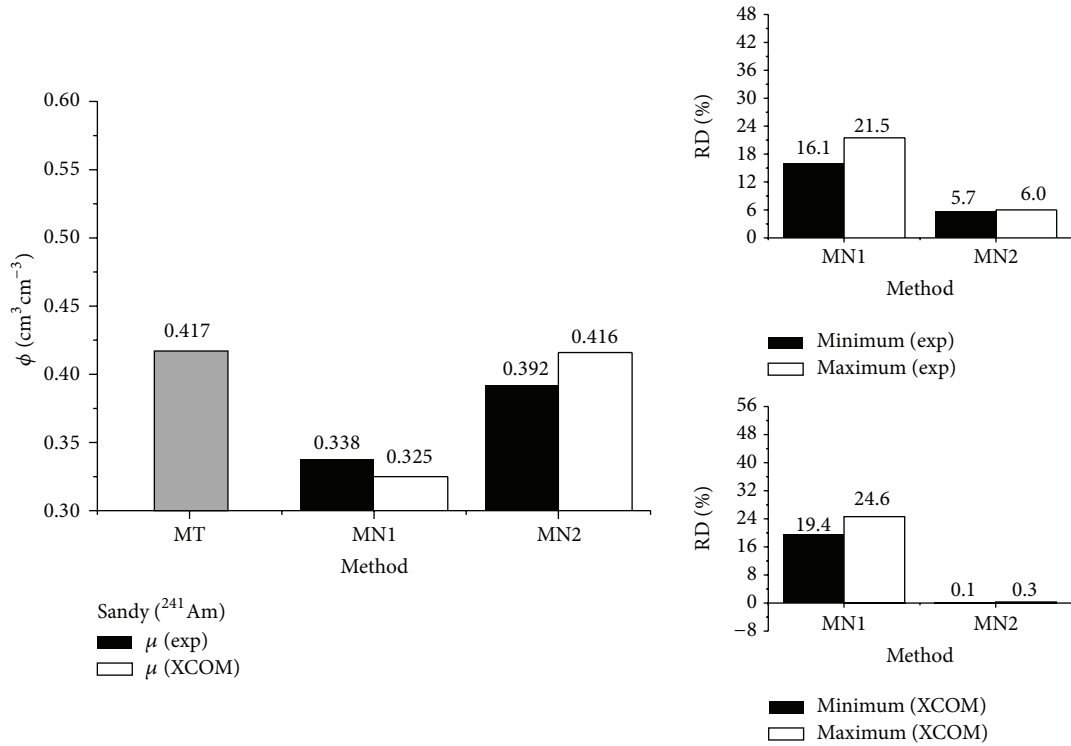 0.60
0.55
0.50
0.45
0.40
0.35
0.30
ϕ (cm³ cm⁻³)
0.417
0.338
0.325
0.392
0.416
MT MN1 MN2
Method
Sandy (²⁴¹Am)
μ (exp)
μ (XCOM)
48
42
36
30
24
18
12
6
0
RD (%)
16.1
21.5
5.7
6.0
MN1 MN2
Method
Minimum (exp)
Maximum (exp)
56
48
40
32
24
16
8
0
−8
RD (%)
19.4
24.6
0.1
0.3
MN1 MN2
Method
Minimum (XCOM)
Maximum (XCOM)